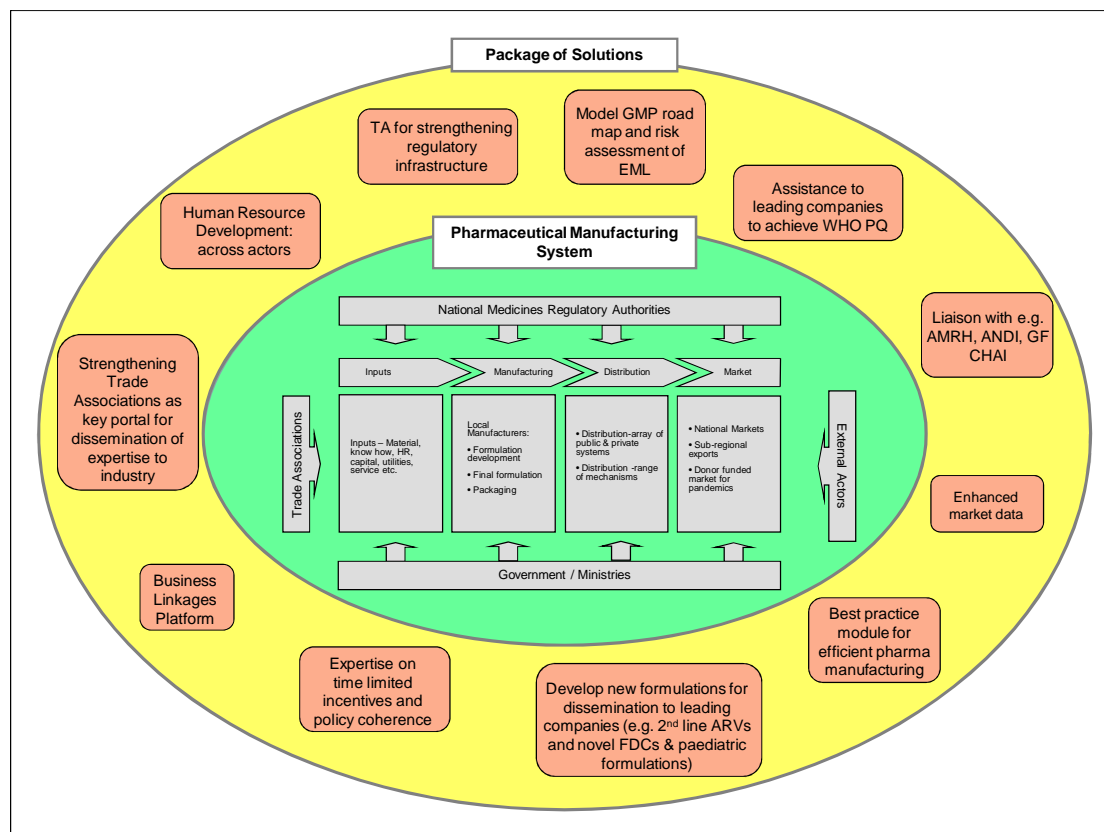 Package of Solutions
TA for strengthening
regulatory
infrastructure
Model GMP road
map and risk
assessment of
EML
Assistance to
leading companies
to achieve WHO PQ
Human Resource
Development:
across actors
Pharmaceutical Manufacturing
System
National Medicines Regulatory Authorities
Liaison with e.g.
AMRH, ANDI, GF
CHAI
Strengthening
Trade
Associations as
key portal for
dissemination of
expertise to
industry
Inputs
Manufacturing
Distribution
Market
Trade Associations
Inputs – Material,
know how, HR,
capital, utilities,
service etc.
Local
Manufacturers:
▪ Formulation
development
▪ Final formulation
▪ Packaging
▪ Distribution-array of
public & private
systems
▪ Distribution -range
of mechanisms
▪ National Markets
▪ Sub-regional
exports
▪ Donor funded
market for
pandemics
External Actors
Enhanced
market data
Government / Ministries
Business
Linkages
Platform
Best practice
module for
efficient pharma
manufacturing
Expertise on
time limited
incentives and
policy coherence
Develop new formulations for
dissemination to leading
companies (e.g. 2nd line ARVs
and novel FDCs & paediatric
formulations)